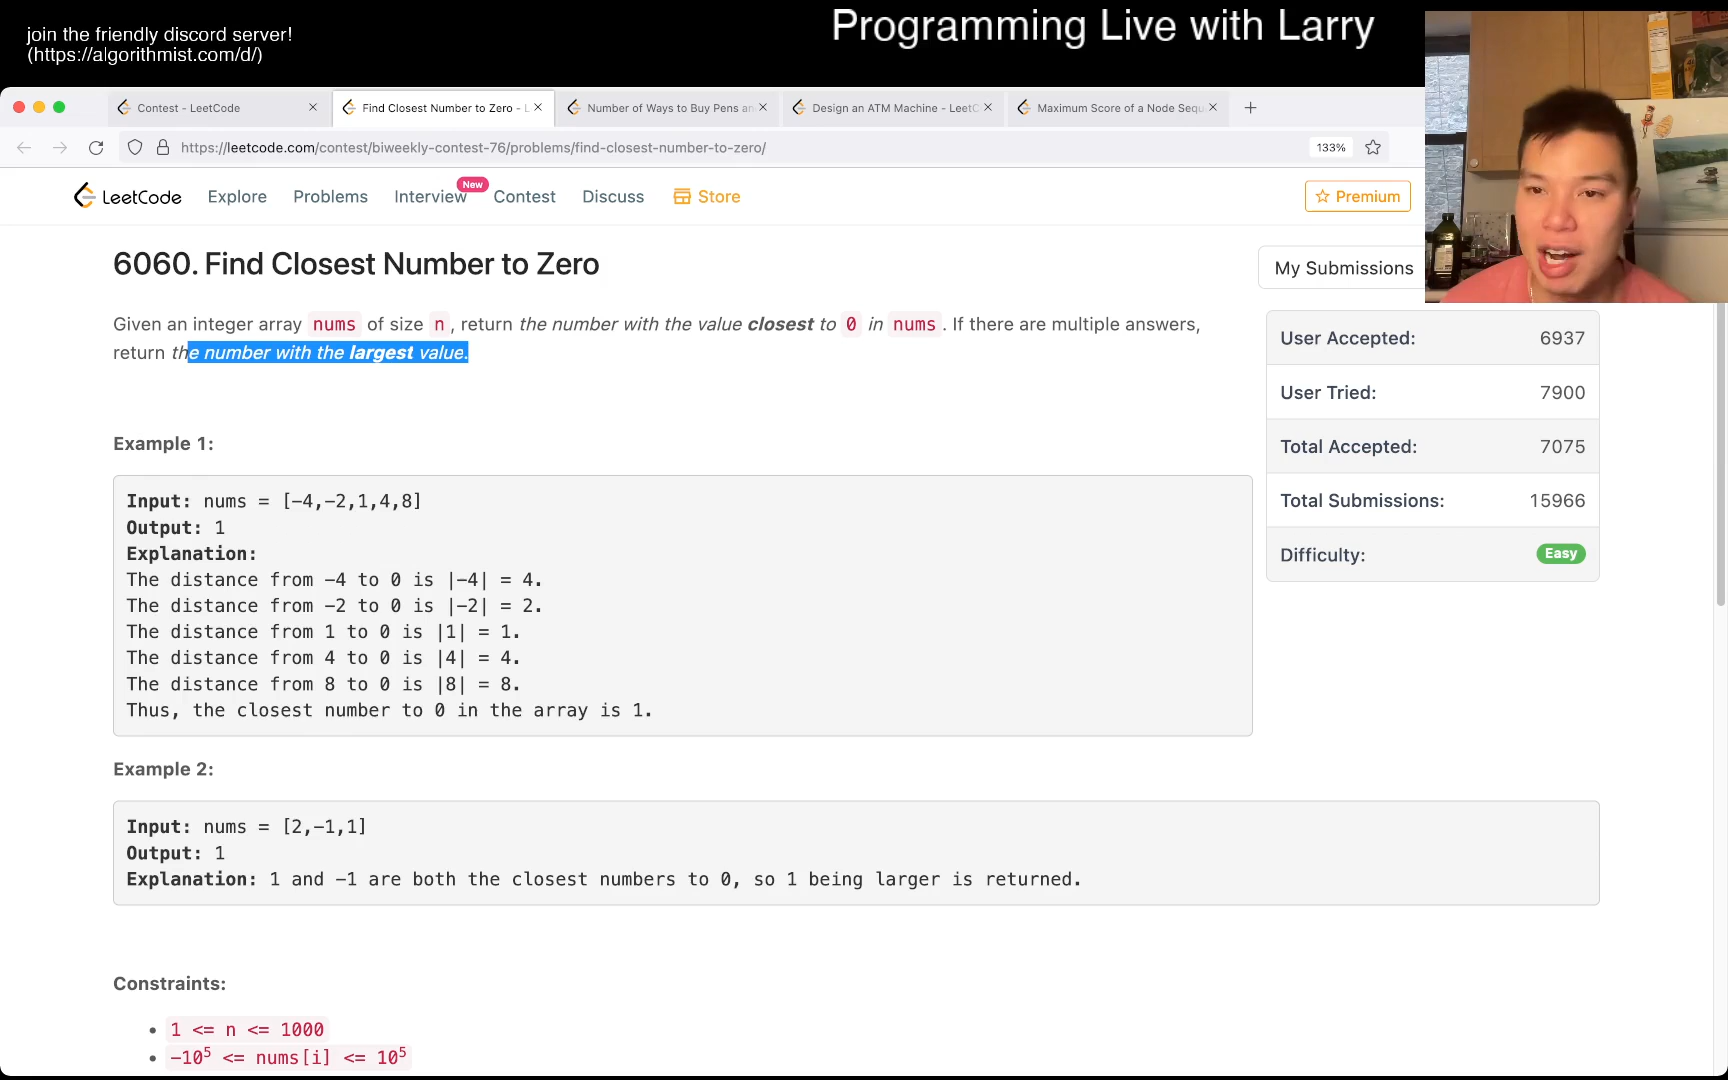 join the friendly discord server!
(https://algorithmist.com/d/)
Programming Live with Larry
Contest - LeetCode
Find Closest Number to Zero - L
Number of Ways to Buy Pens an
Design an ATM Machine - LeetC
Maximum Score of a Node Sequ
https://leetcode.com/contest/biweekly-contest-76/problems/find-closest-number-to-zero/
133%
LeetCode
Explore
Problems
Interview
New
Contest
Discuss
Store
Premium
6060. Find Closest Number to Zero
My Submissions
Given an integer array nums of size n, return the number with the value closest to 0 in nums. If there are multiple answers,
return the number with the largest value.
User Accepted: 6937
User Tried: 7900
Total Accepted: 7075
Total Submissions: 15966
Difficulty: Easy
Example 1:
Input: nums = [-4,-2,1,4,8]
Output: 1
Explanation:
The distance from -4 to 0 is |-4| = 4.
The distance from -2 to 0 is |-2| = 2.
The distance from 1 to 0 is |1| = 1.
The distance from 4 to 0 is |4| = 4.
The distance from 8 to 0 is |8| = 8.
Thus, the closest number to 0 in the array is 1.
Example 2:
Input: nums = [2,-1,1]
Output: 1
Explanation: 1 and -1 are both the closest numbers to 0, so 1 being larger is returned.
Constraints:
• 1 <= n <= 1000
• -10⁵ <= nums[i] <= 10⁵